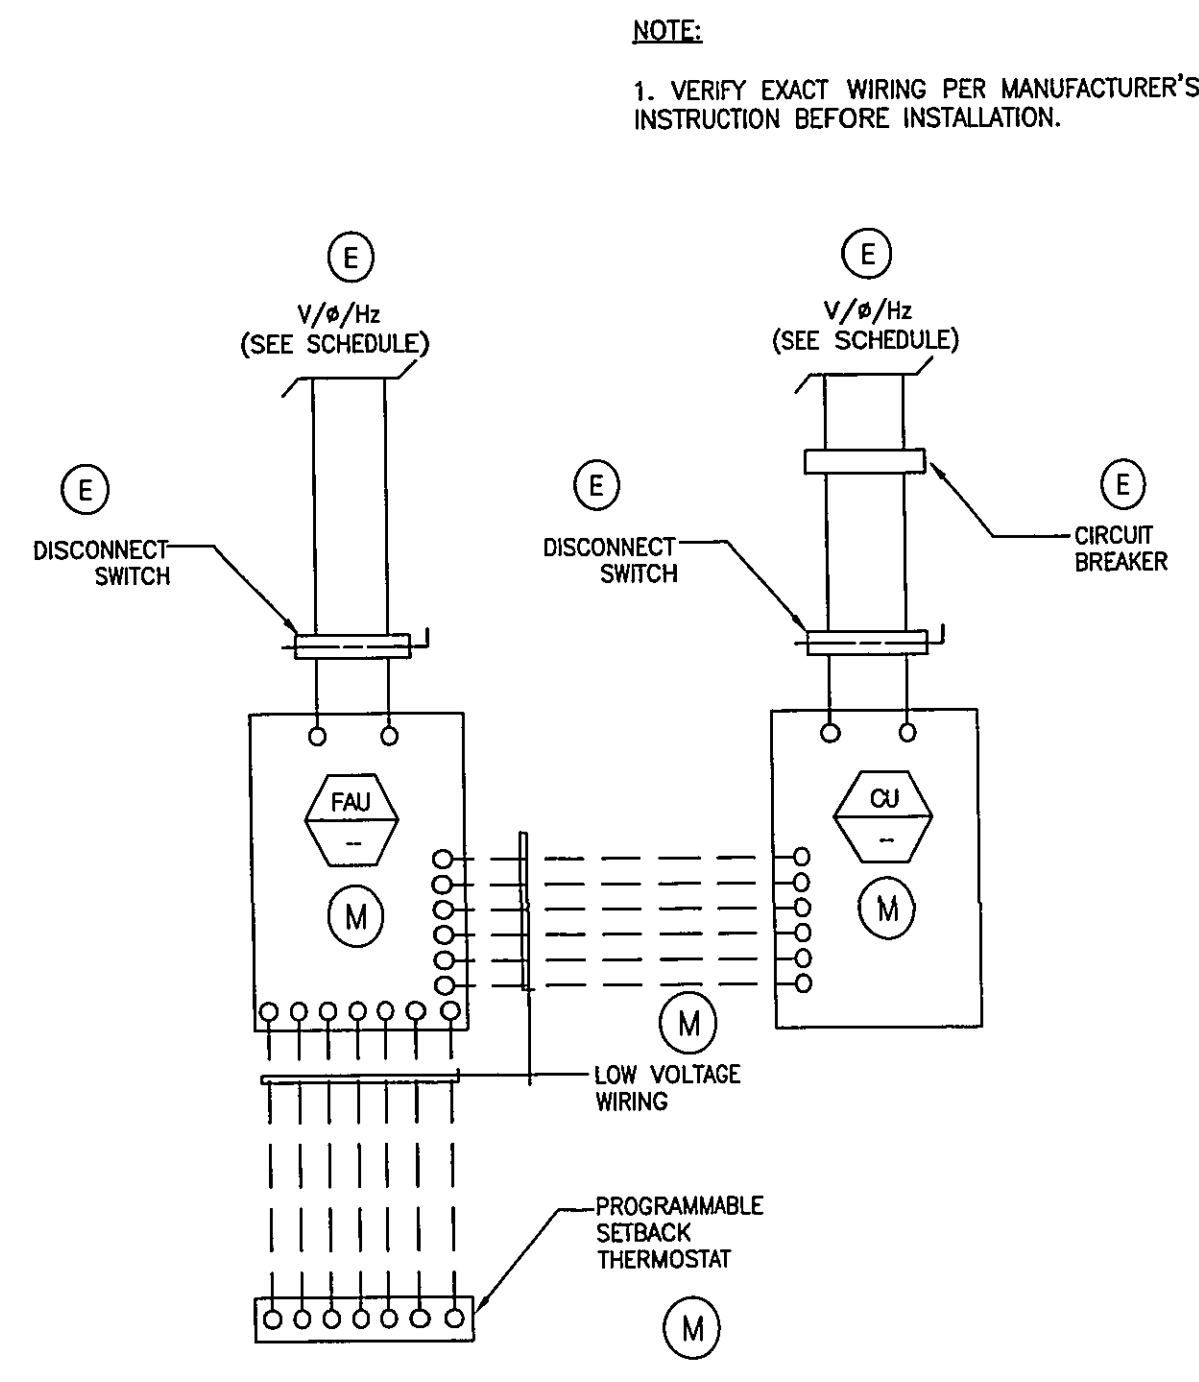 NOTE:
1. VERIFY EXACT WIRING PER MANUFACTURER'S
INSTRUCTION BEFORE INSTALLATION.
E
V/ø/Hz
(SEE SCHEDULE)
E
V/ø/Hz
(SEE SCHEDULE)
E
DISCONNECT
SWITCH
E
DISCONNECT
SWITCH
E
CIRCUIT
BREAKER
FAU
--
M
CU
--
M
M
LOW VOLTAGE
WIRING
PROGRAMMABLE
SETBACK
THERMOSTAT
M